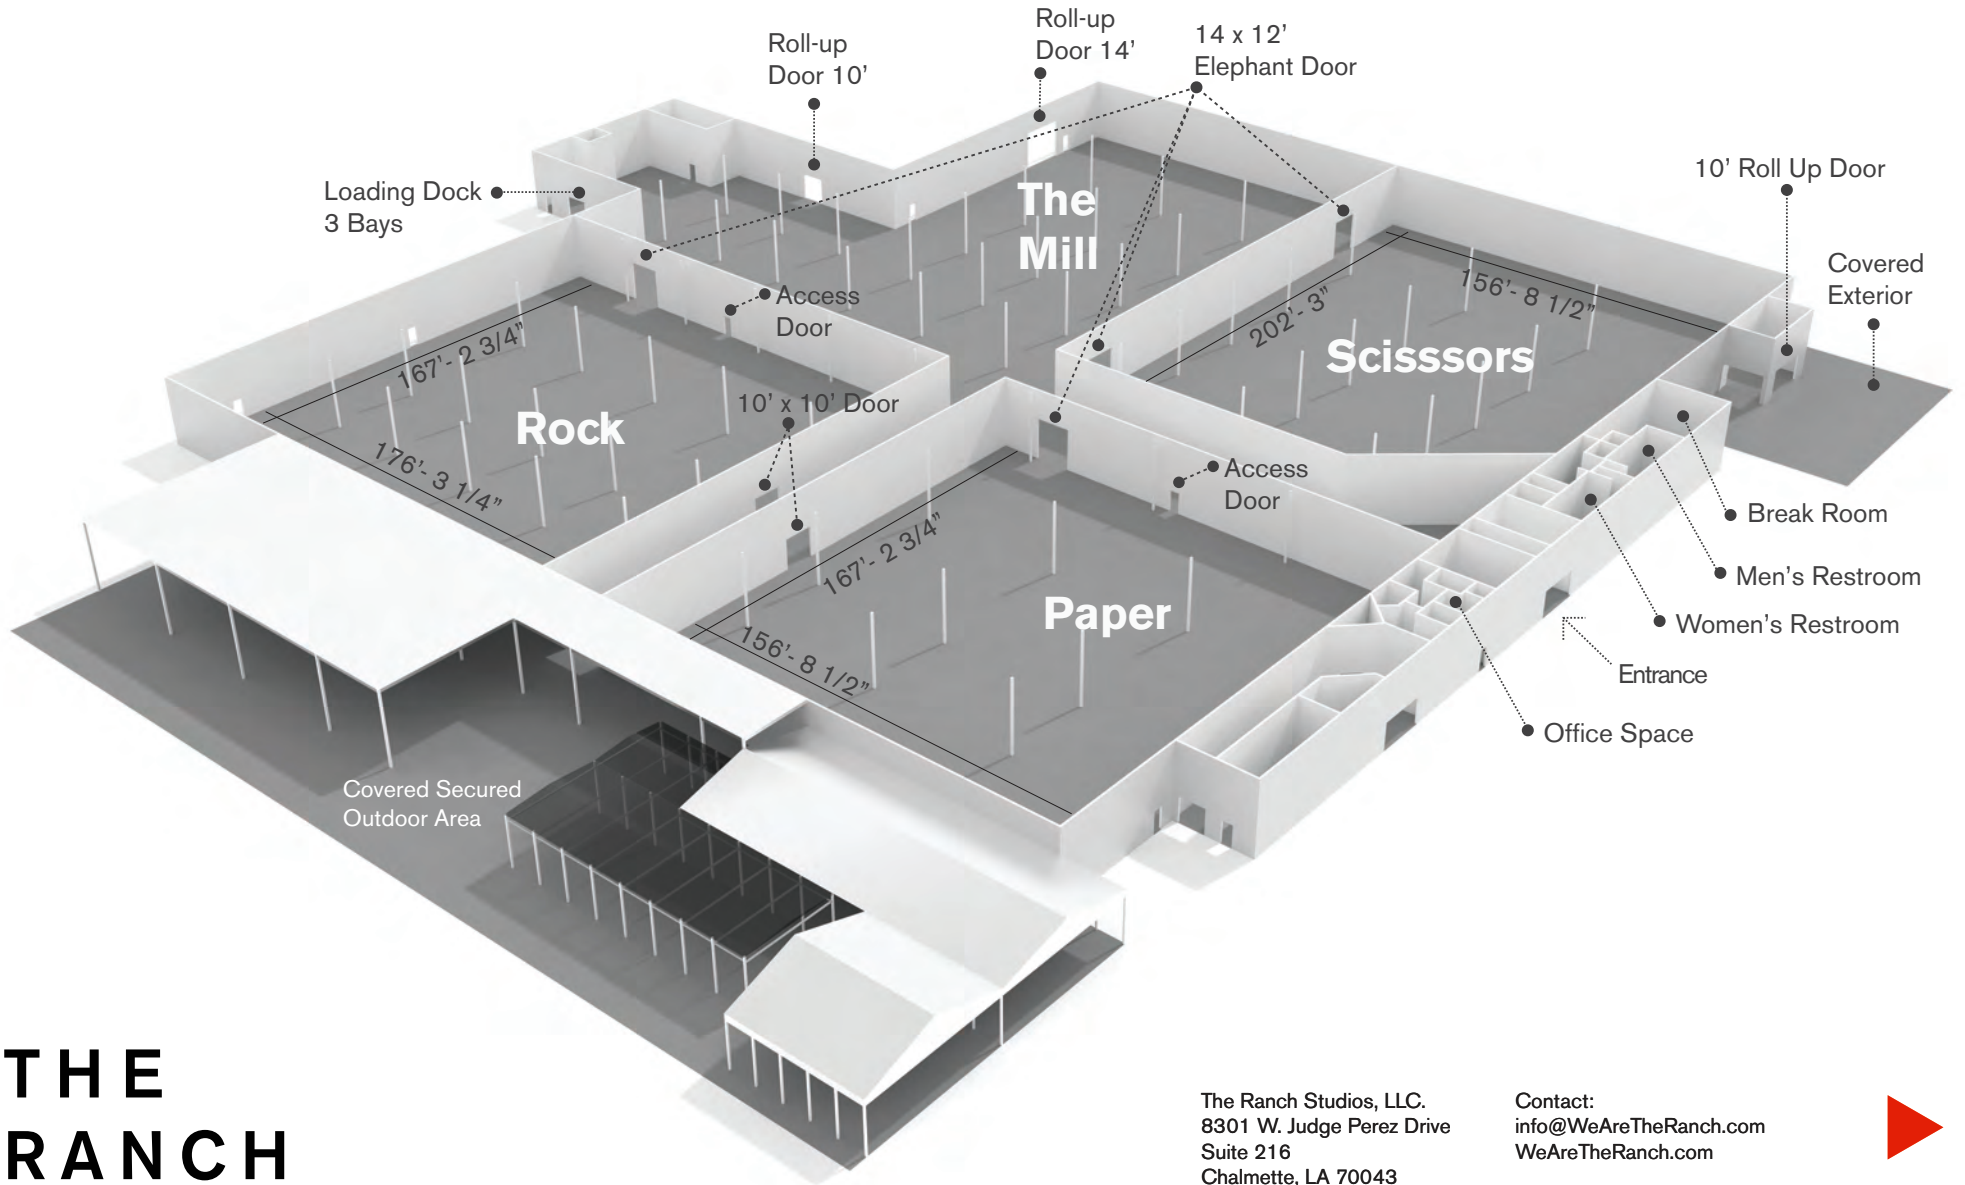 Roll-up
Door 10’
Roll-up
Door 14’
14 x 12’
Elephant Door
10’ Roll Up Door
Loading Dock
3 Bays
The
Mill
Covered
Exterior
Access
Door
156’- 8 1/2”
202’- 3”
Scisssors
167’- 2 3/4”
10’ x 10’ Door
Rock
176’- 3 1/4”
Access
Door
Break Room
167’- 2 3/4”
Men’s Restroom
Paper
Women’s Restroom
156’- 8 1/2”
Entrance
Office Space
Covered Secured
Outdoor Area
THE
RANCH
The Ranch Studios, LLC.
8301 W. Judge Perez Drive
Suite 216
Chalmette, LA 70043
Contact:
info@WeAreTheRanch.com
WeAreTheRanch.com